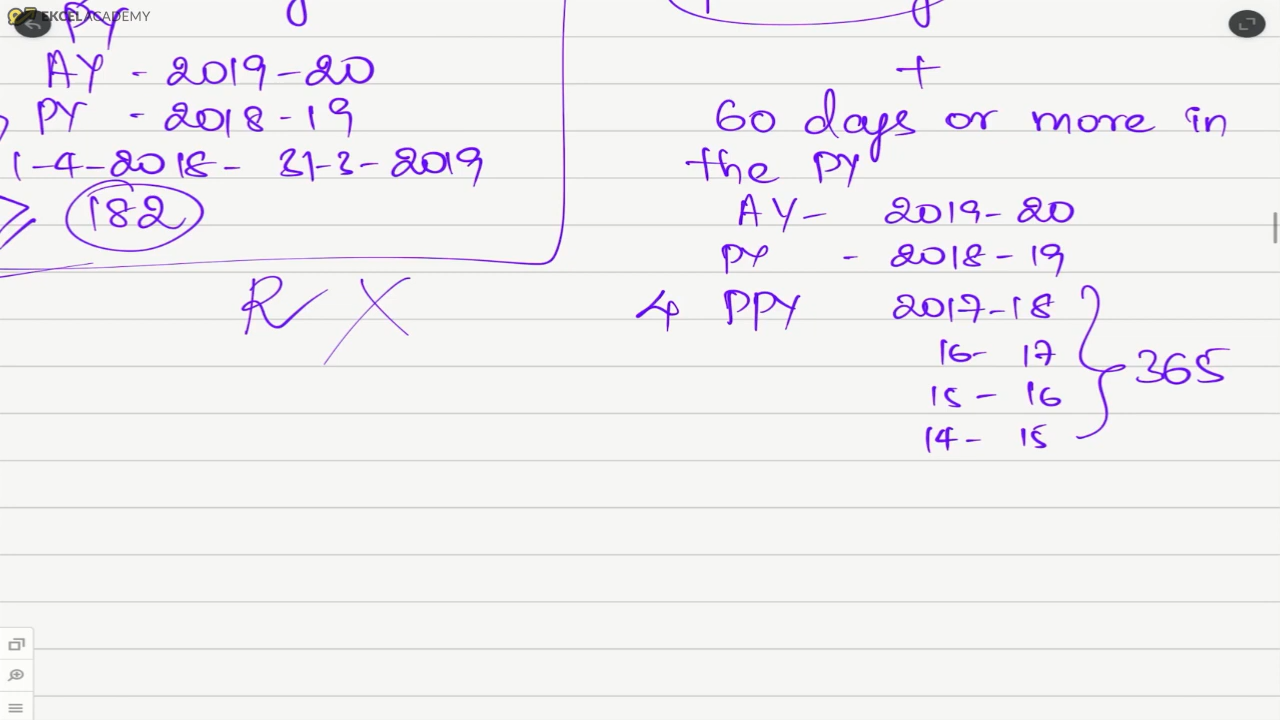 EKCEL ACADEMY
PY
AY - 2019-20
PY - 2018-19
1-4-2018 - 31-3-2019
182
R X
+
60 days or more in
the PY
AY - 2019-20
PY - 2018-19
4 PPY 2017-18
16- 17
15 - 16
14 - 15
365